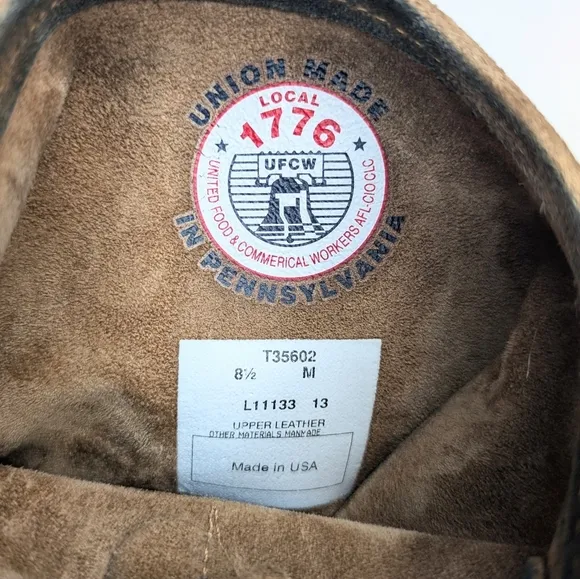 UNION MADE
LOCAL
1776
UFCW
UNITED FOOD & COMMERICAL WORKERS AFL-CIO CLC
IN PENNSYLVANIA
T35602
8½ M
L11133 13
UPPER LEATHER
OTHER MATERIALS MANMADE
Made in USA